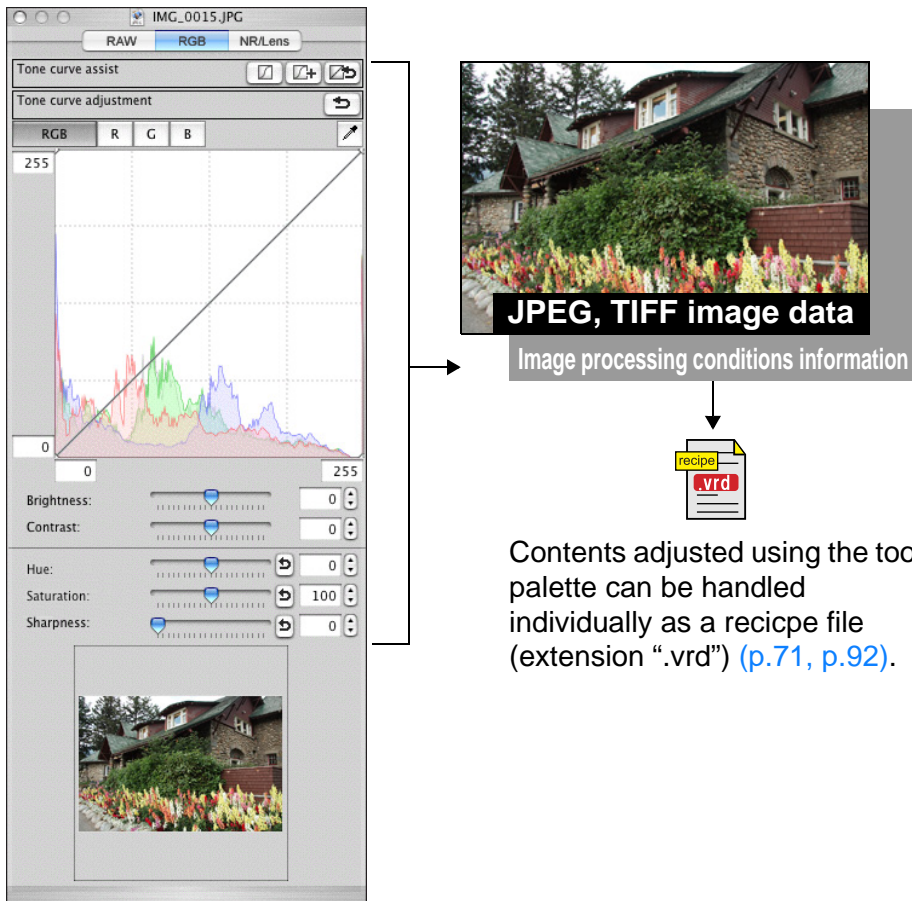 IMG_0015.JPG
RAW RGB NR/Lens
Tone curve assist
Tone curve adjustment
RGB R G B
255
0
0 255
Brightness: 0
Contrast: 0
Hue: 0
Saturation: 100
Sharpness: 0
JPEG, TIFF image data
Image processing conditions information
recipe
.vrd
Contents adjusted using the too
palette can be handled
individually as a recicpe file
(extension “.vrd”) (p.71, p.92).